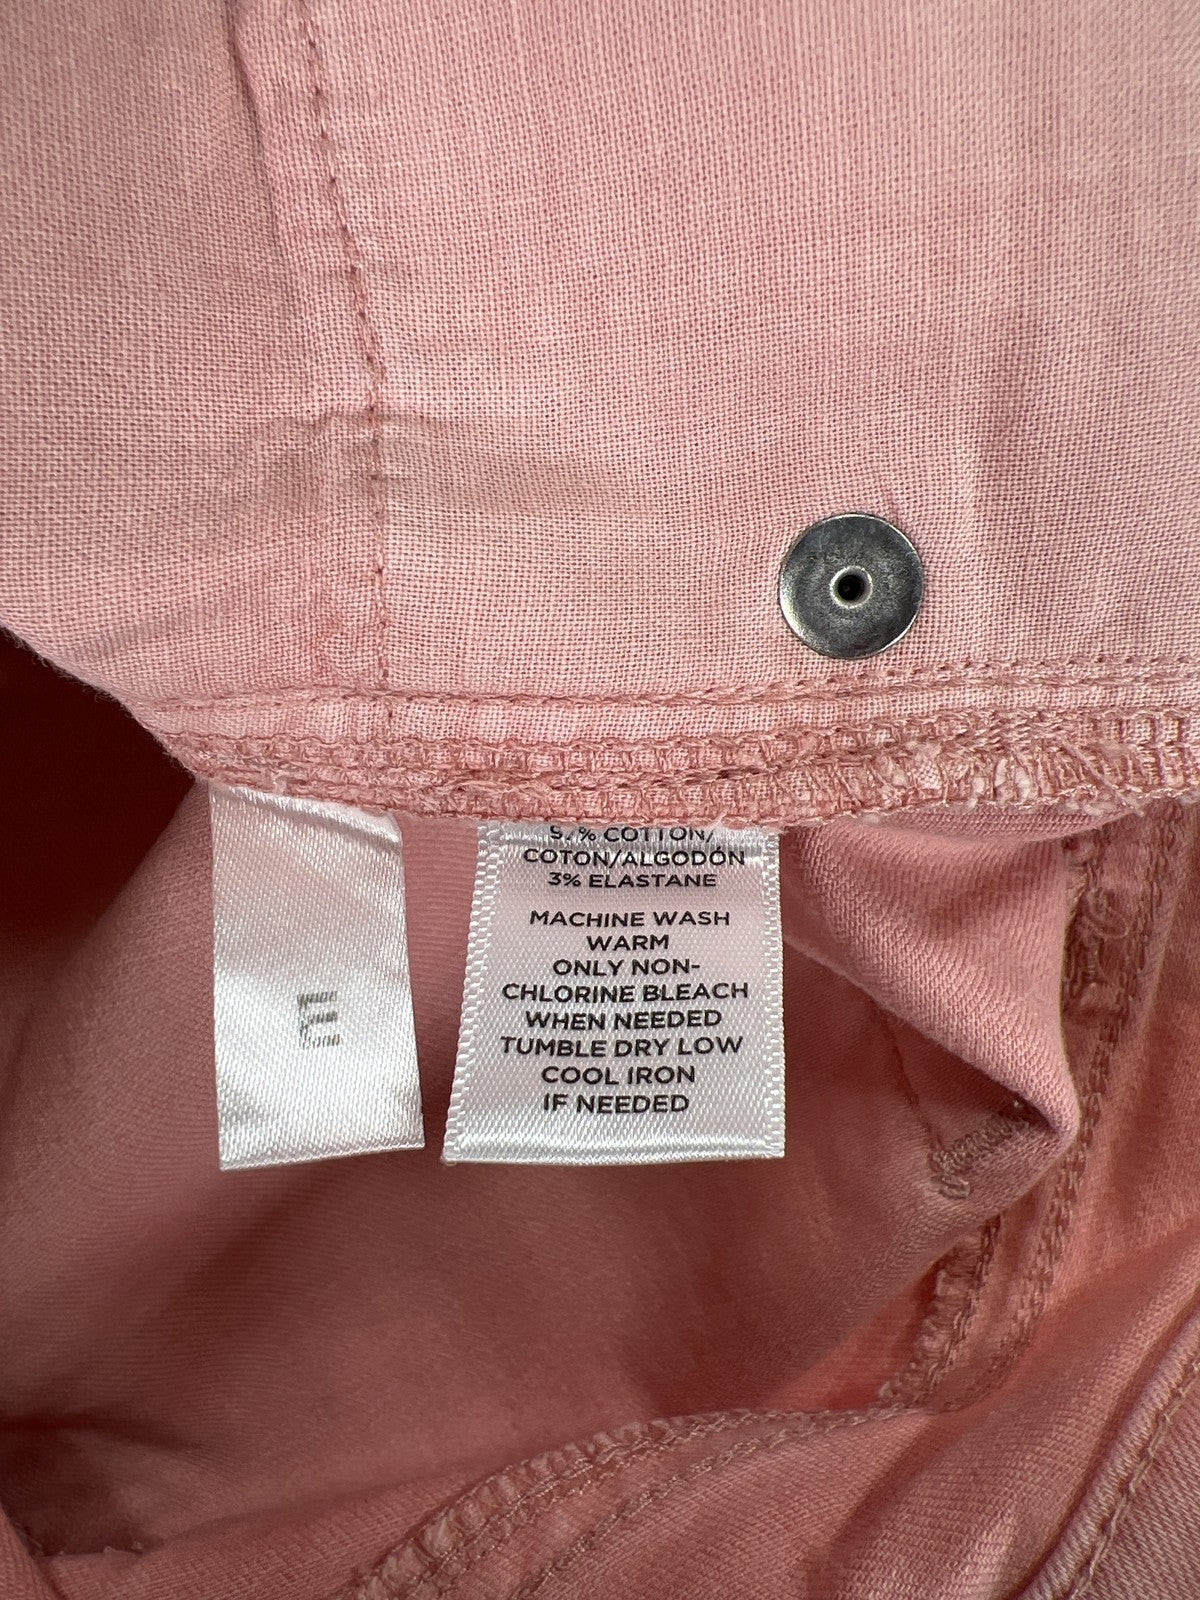 % COTTON/
COTON/ALGODÓN
3% ELASTANE
MACHINE WASH
WARM
ONLY NON-
CHLORINE BLEACH
WHEN NEEDED
TUMBLE DRY LOW
COOL IRON
IF NEEDED